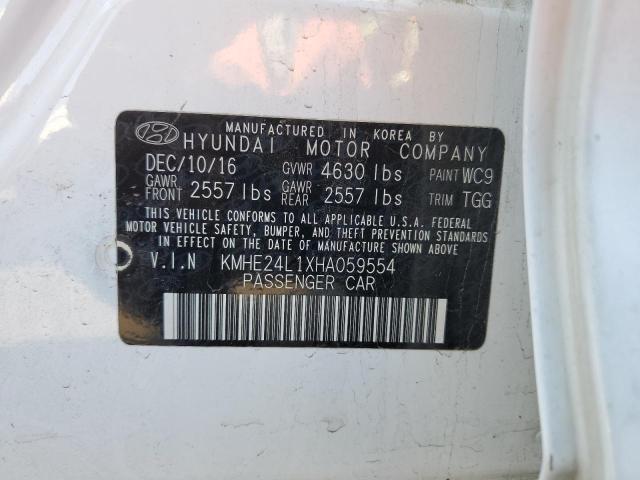 MANUFACTURED IN KOREA BY
HYUNDAI MOTOR COMPANY
DEC/10/16 GVWR 4630 lbs PAINT WC9
GAWR FRONT 2557 lbs GAWR REAR 2557 lbs TRIM TGG
THIS VEHICLE CONFORMS TO ALL APPLICABLE U.S.A. FEDERAL
MOTOR VEHICLE SAFETY, BUMPER, AND THEFT PREVENTION STANDARDS
IN EFFECT ON THE DATE OF MANUFACTURE SHOWN ABOVE.
V.I.N KMHE24L1XHA059554
PASSENGER CAR